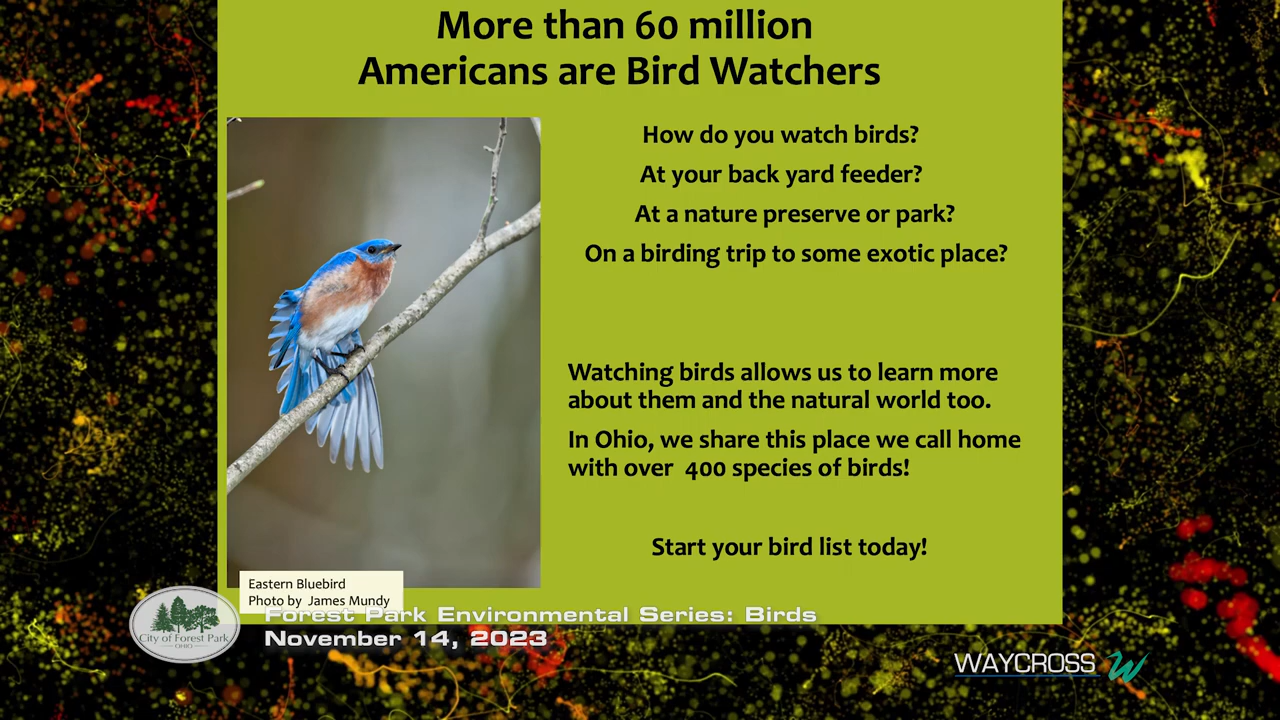 More than 60 million
Americans are Bird Watchers
How do you watch birds?
At your back yard feeder?
At a nature preserve or park?
On a birding trip to some exotic place?
Watching birds allows us to learn more
about them and the natural world too.
In Ohio, we share this place we call home
with over 400 species of birds!
Start your bird list today!
Eastern Bluebird
Photo by James Mundy
Forest Park Environmental Series: Birds
November 14, 2023
City of Forest Park
OHIO
WAYCROSS W